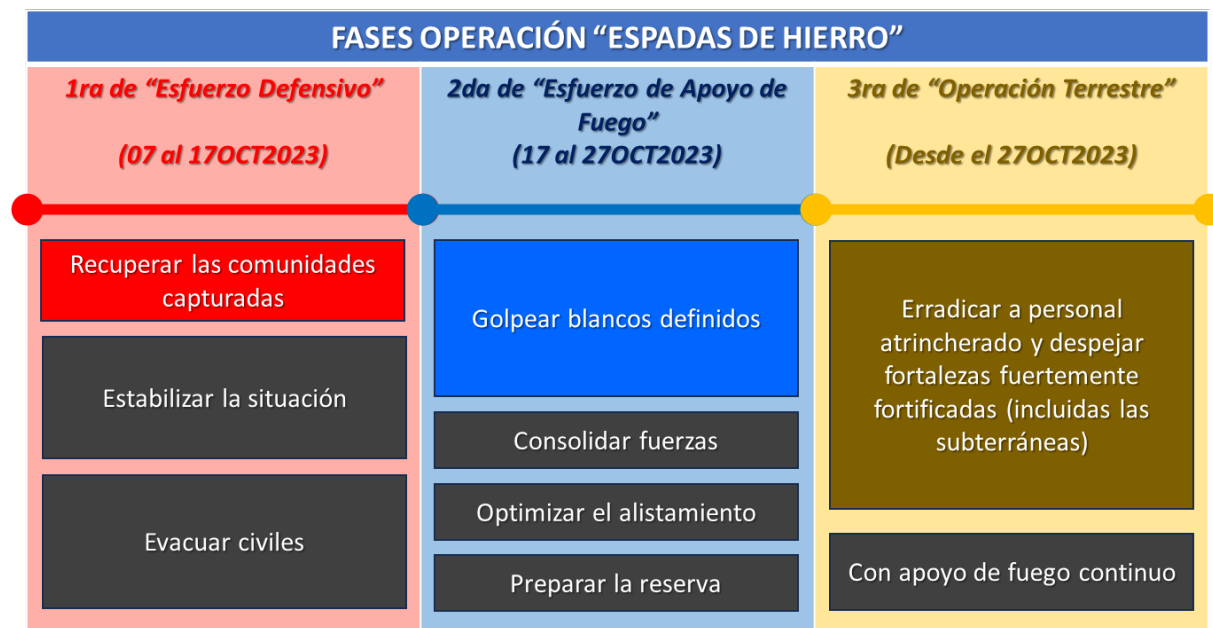 FASES OPERACIÓN “ESPADAS DE HIERRO”
1ra de “Esfuerzo Defensivo”
(07 al 17OCT2023)
Recuperar las comunidades
capturadas
Estabilizar la situación
Evacuar civiles
2da de “Esfuerzo de Apoyo de
Fuego”
(17 al 27OCT2023)
Golpear blancos definidos
Consolidar fuerzas
Optimizar el alistamiento
Preparar la reserva
3ra de “Operación Terrestre”
(Desde el 27OCT2023)
Erradicar a personal
atrincherado y despejar
fortalezas fuertemente
fortificadas (incluidas las
subterráneas)
Con apoyo de fuego continuo